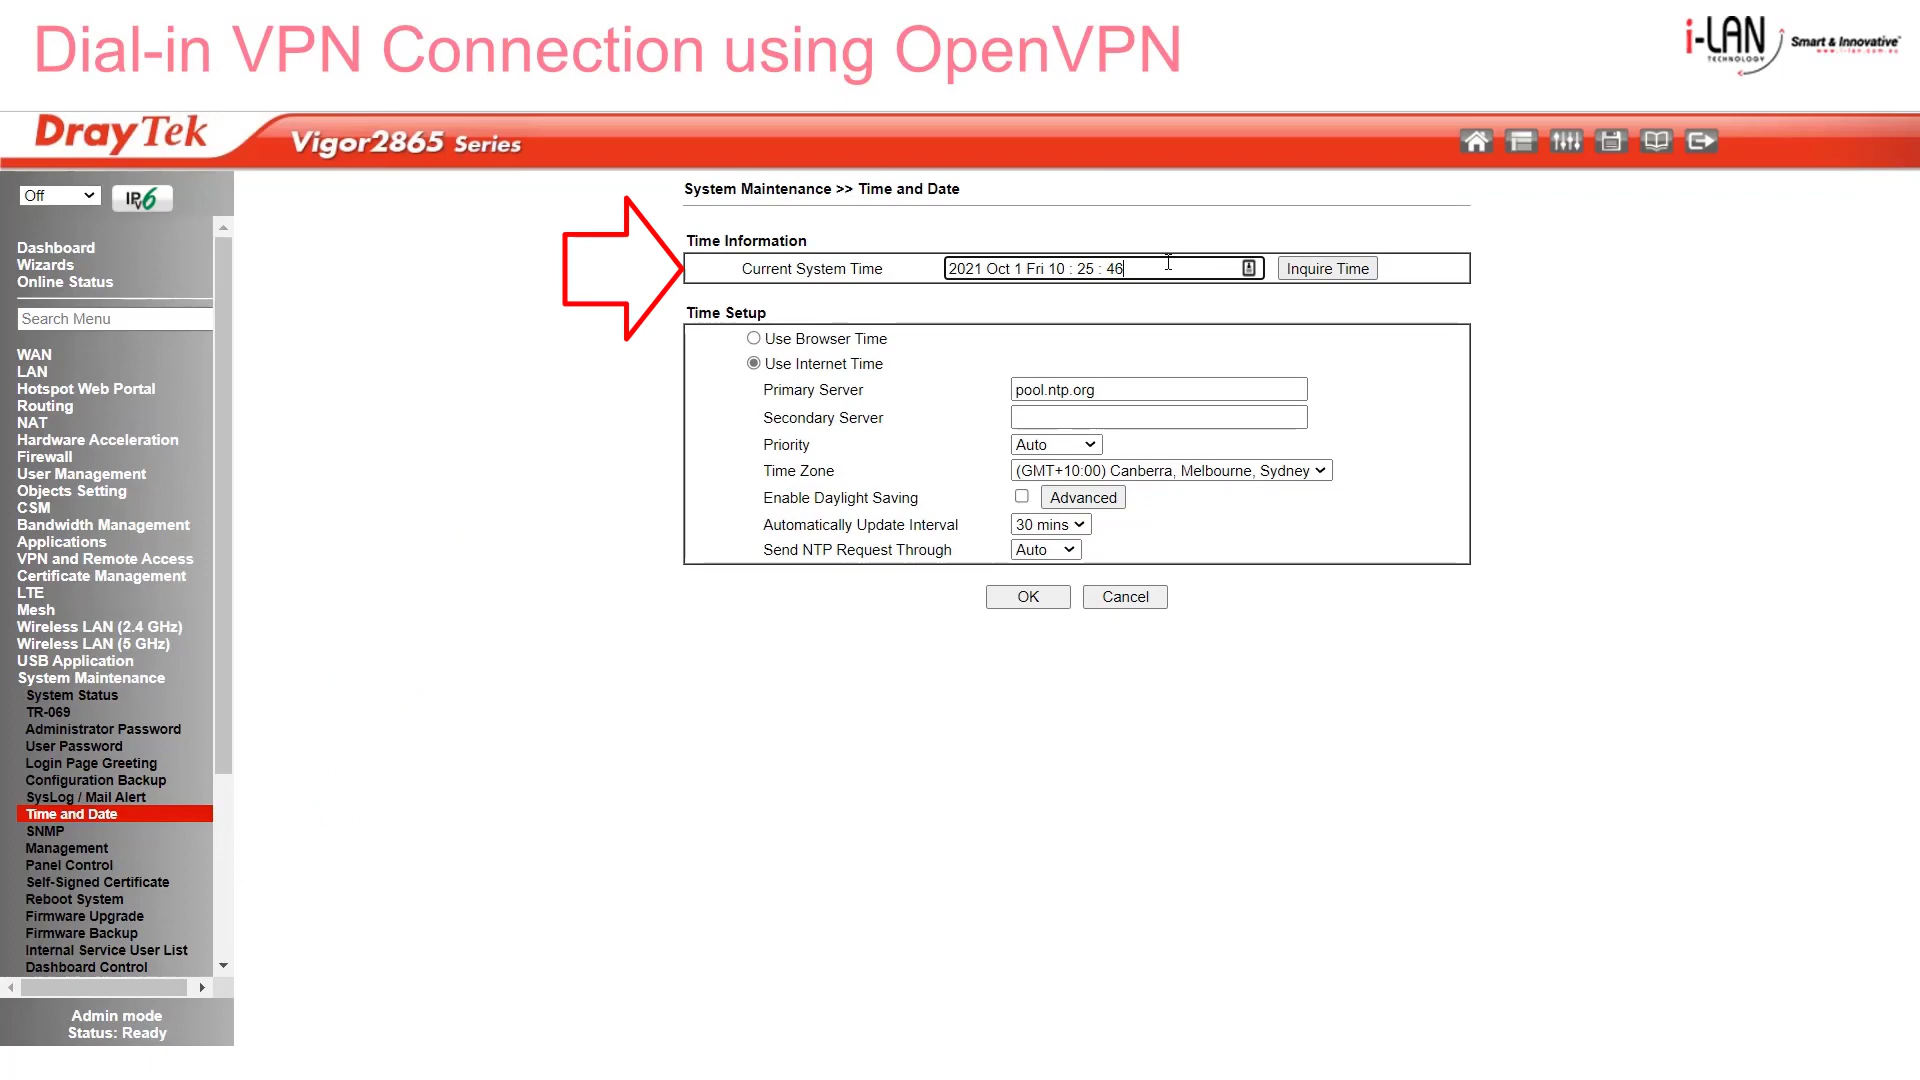 Dial-in VPN Connection using OpenVPN
i-LAN TECHNOLOGY
Smart & Innovative™
www.i-lan.com.au
DrayTek
Vigor2865 Series
Off
IPv6
Dashboard
Wizards
Online Status
Search Menu
WAN
LAN
Hotspot Web Portal
Routing
NAT
Hardware Acceleration
Firewall
User Management
Objects Setting
CSM
Bandwidth Management
Applications
VPN and Remote Access
Certificate Management
LTE
Mesh
Wireless LAN (2.4 GHz)
Wireless LAN (5 GHz)
USB Application
System Maintenance
System Status
TR-069
Administrator Password
User Password
Login Page Greeting
Configuration Backup
SysLog / Mail Alert
Time and Date
SNMP
Management
Panel Control
Self-Signed Certificate
Reboot System
Firmware Upgrade
Firmware Backup
Internal Service User List
Dashboard Control
Admin mode
Status: Ready
System Maintenance >> Time and Date
Time Information
Current System Time 2021 Oct 1 Fri 10 : 25 : 46 Inquire Time
Time Setup
Use Browser Time
Use Internet Time
Primary Server pool.ntp.org
Secondary Server
Priority Auto
Time Zone (GMT+10:00) Canberra, Melbourne, Sydney
Enable Daylight Saving Advanced
Automatically Update Interval 30 mins
Send NTP Request Through Auto
OK Cancel